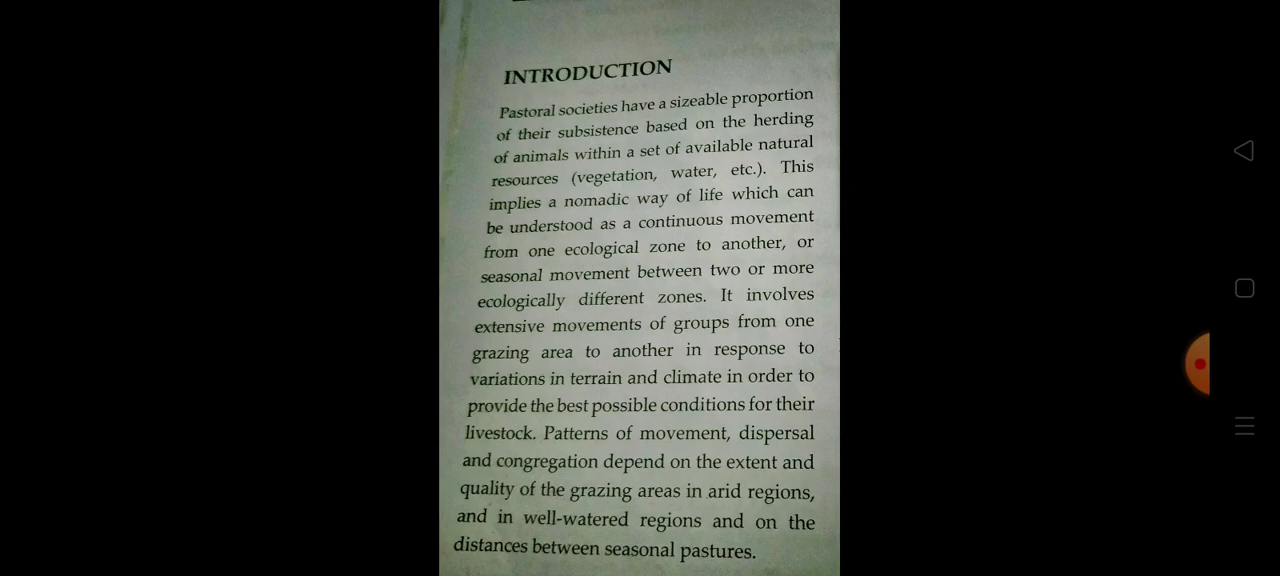 INTRODUCTION
Pastoral societies have a sizeable proportion
of their subsistence based on the herding
of animals within a set of available natural
resources (vegetation, water, etc.). This
implies a nomadic way of life which can
be understood as a continuous movement
from one ecological zone to another, or
seasonal movement between two or more
ecologically different zones. It involves
extensive movements of groups from one
grazing area to another in response to
variations in terrain and climate in order to
provide the best possible conditions for their
livestock. Patterns of movement, dispersal
and congregation depend on the extent and
quality of the grazing areas in arid regions,
and in well-watered regions and on the
distances between seasonal pastures.